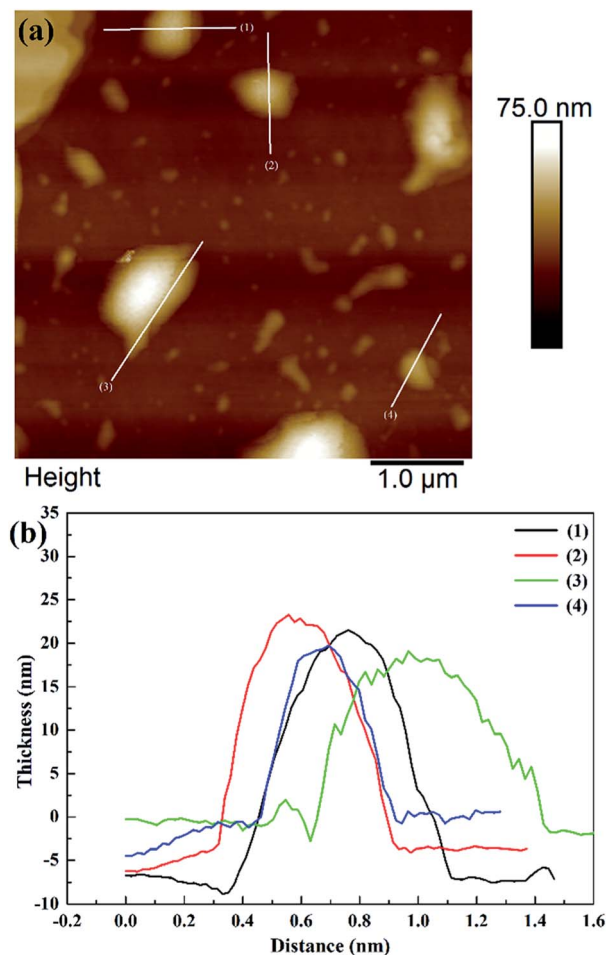 (a)
(1)
(2)
(3)
(4)
75.0 nm
Height
1.0 μm
(b)
35
30
25
20
15
10
5
0
-5
-10
Thickness (nm)
(1)
(2)
(3)
(4)
-0.2 0.0 0.2 0.4 0.6 0.8 1.0 1.2 1.4 1.6
Distance (nm)